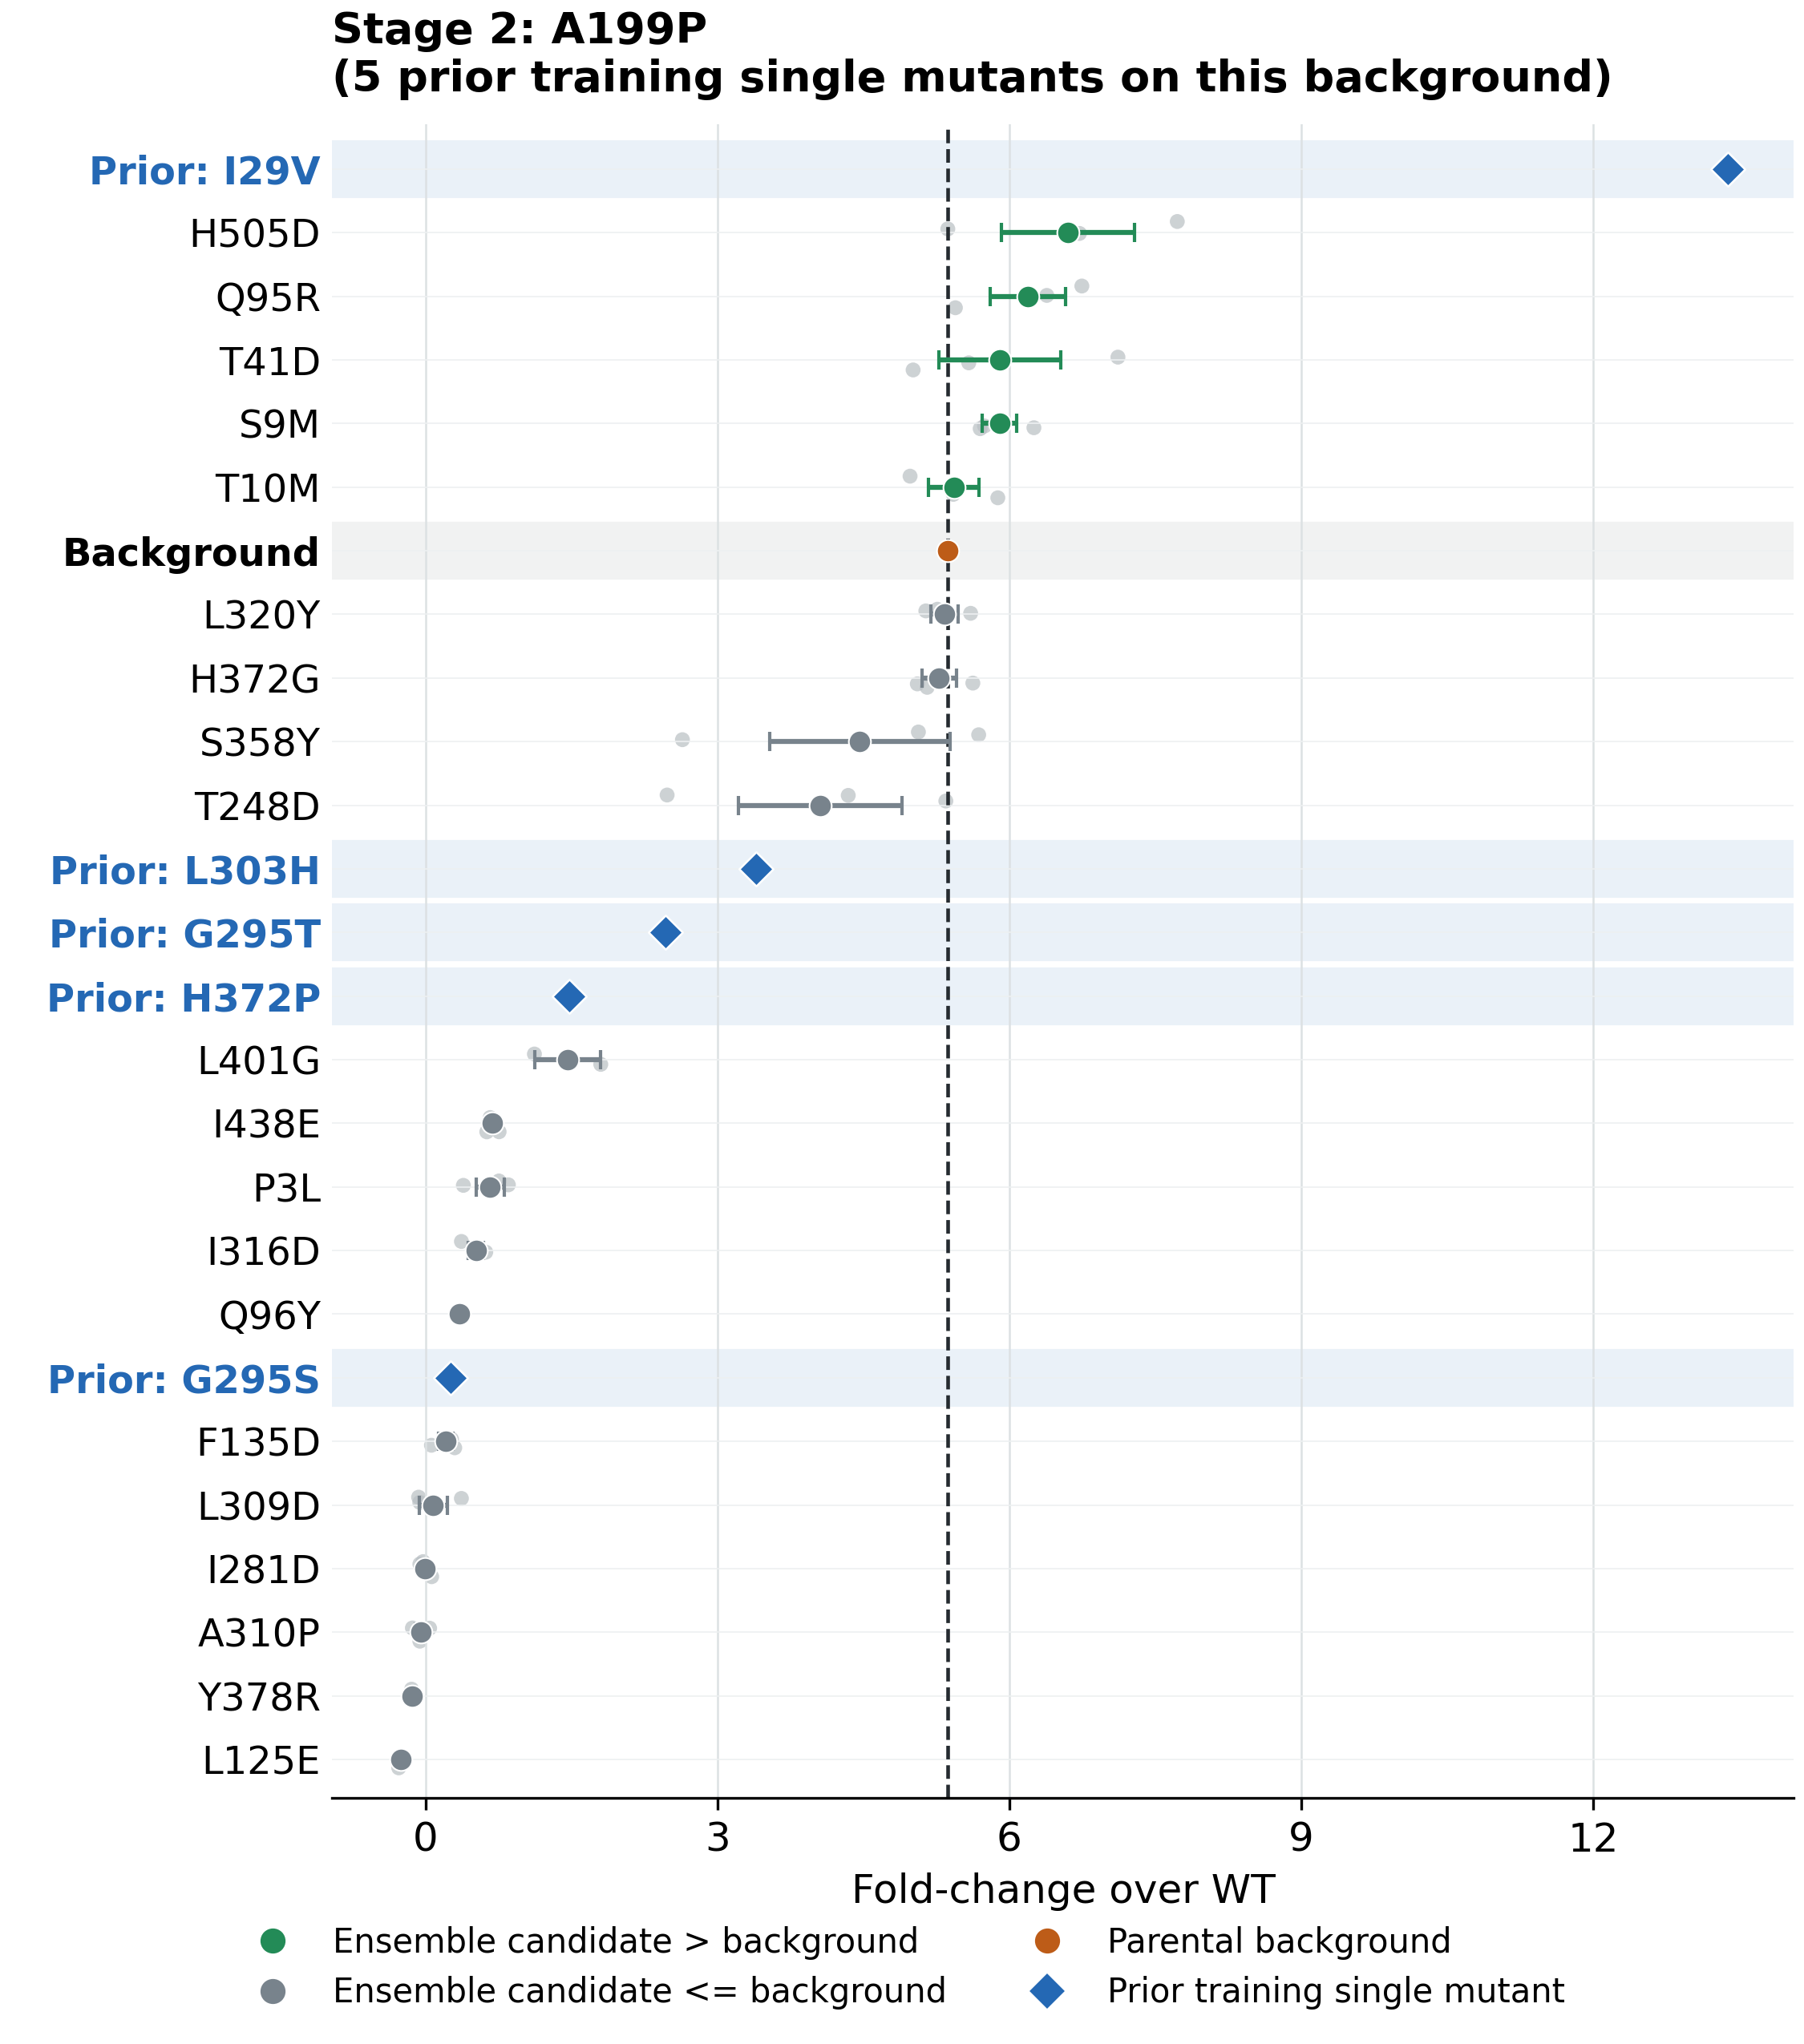 Stage 2: A199P
(5 prior training single mutants on this background)
Prior: I29V
H505D
Q95R
T41D
S9M
T10M
Background
L320Y
H372G
S358Y
T248D
Prior: L303H
Prior: G295T
Prior: H372P
L401G
I438E
P3L
I316D
Q96Y
Prior: G295S
F135D
L309D
I281D
A310P
Y378R
L125E
0 3 6 9 12
Fold-change over WT
Ensemble candidate > background
Ensemble candidate <= background
Parental background
Prior training single mutant